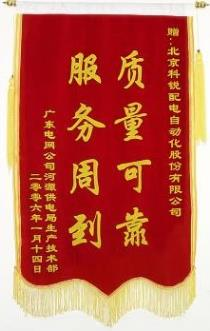 赠:北京科锐配电自动化股份有限公司
质量可靠
服务周到
广东电网公司河源供电局生产技术部
二零零六年一月十四日